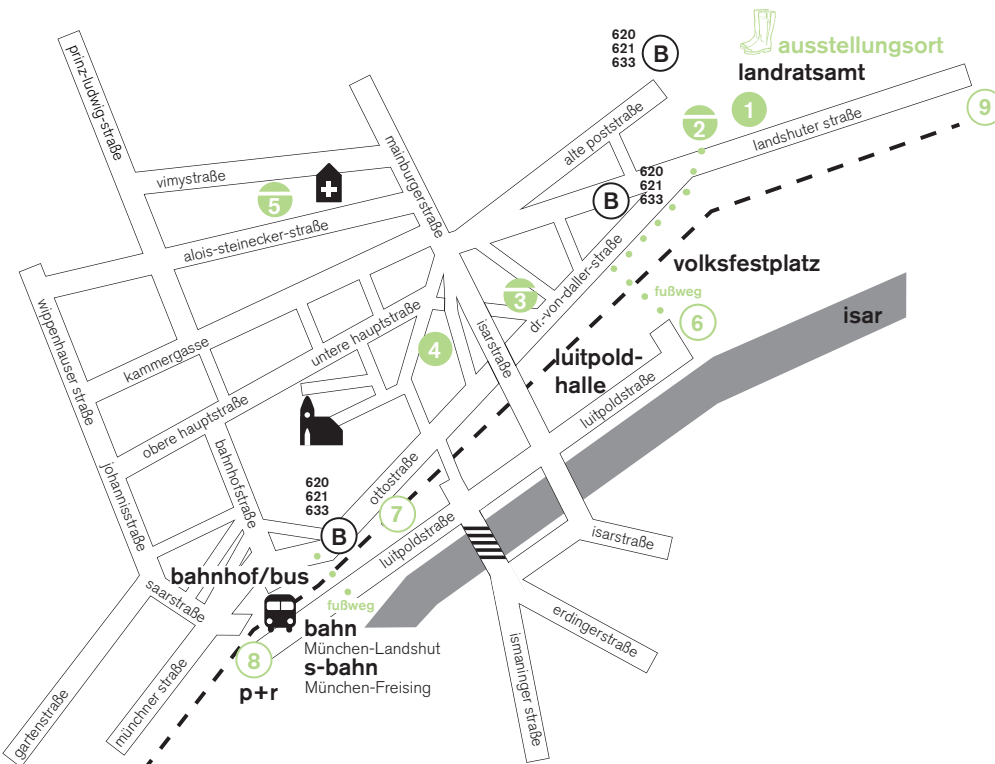 620
621
633
B
ausstellungsort
landratsamt
1
2
9
landshuter straße
prinz-ludwig-straße
mainburgerstraße
alte poststraße
vimystraße
5
620
621
633
B
alois-steinecker-straße
volksfestplatz
dr.-von-daller-straße
fußweg
3
6
isar
wippenhauser straße
kammergasse
untere hauptstraße
4
isarstraße
luitpold-
halle
luitpoldstraße
obere hauptstraße
bahnhofstraße
johannisstraße
620
621
633
B
ottostraße
7
luitpoldstraße
isarstraße
bahnhof/bus
saarstraße
fußweg
erdingerstraße
bahn
München-Landshut
s-bahn
München-Freising
8
p+r
ismaninger straße
münchner straße
gartenstraße